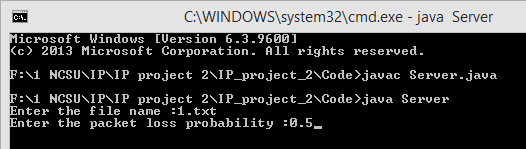 C:\WINDOWS\system32\cmd.exe - java Server
Microsoft Windows [Version 6.3.9600]
(c) 2013 Microsoft Corporation. All rights reserved.
F:\1 NCSU\IP\IP project 2\IP_project_2\Code>javac Server.java
F:\1 NCSU\IP\IP project 2\IP_project_2\Code>java Server
Enter the file name :1.txt
Enter the packet loss probability :0.5